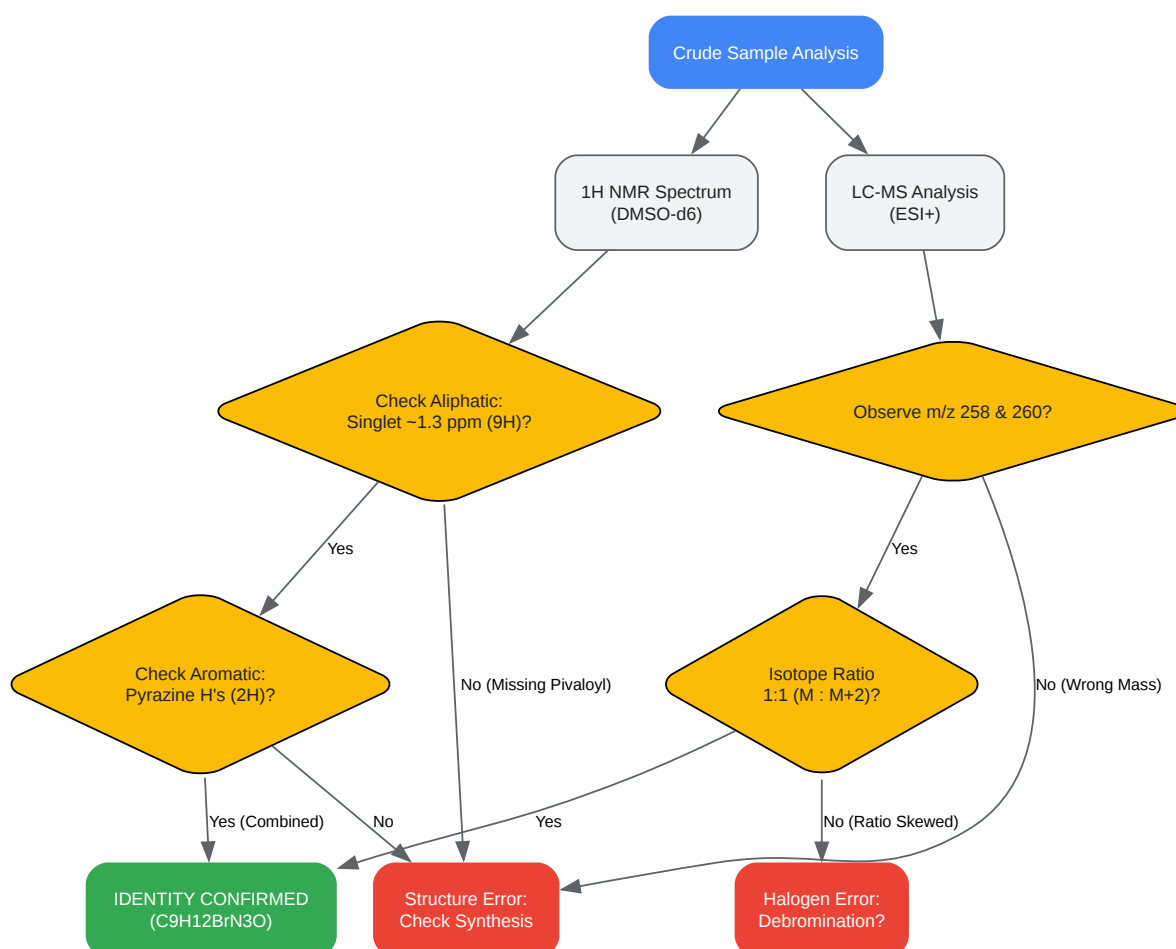 Crude Sample Analysis
1H NMR Spectrum
(DMSO-d6)
LC-MS Analysis
(ESI+)
Check Aliphatic:
Singlet ~1.3 ppm (9H)?
Observe m/z 258 & 260?
Yes
Yes
Check Aromatic:
Pyrazine H's (2H)?
No (Missing Pivaloyl)
Isotope Ratio
1:1 (M : M+2)?
No (Wrong Mass)
Yes (Combined)
No
Yes
No (Ratio Skewed)
IDENTITY CONFIRMED
(C9H12BrN3O)
Structure Error:
Check Synthesis
Halogen Error:
Debromination?